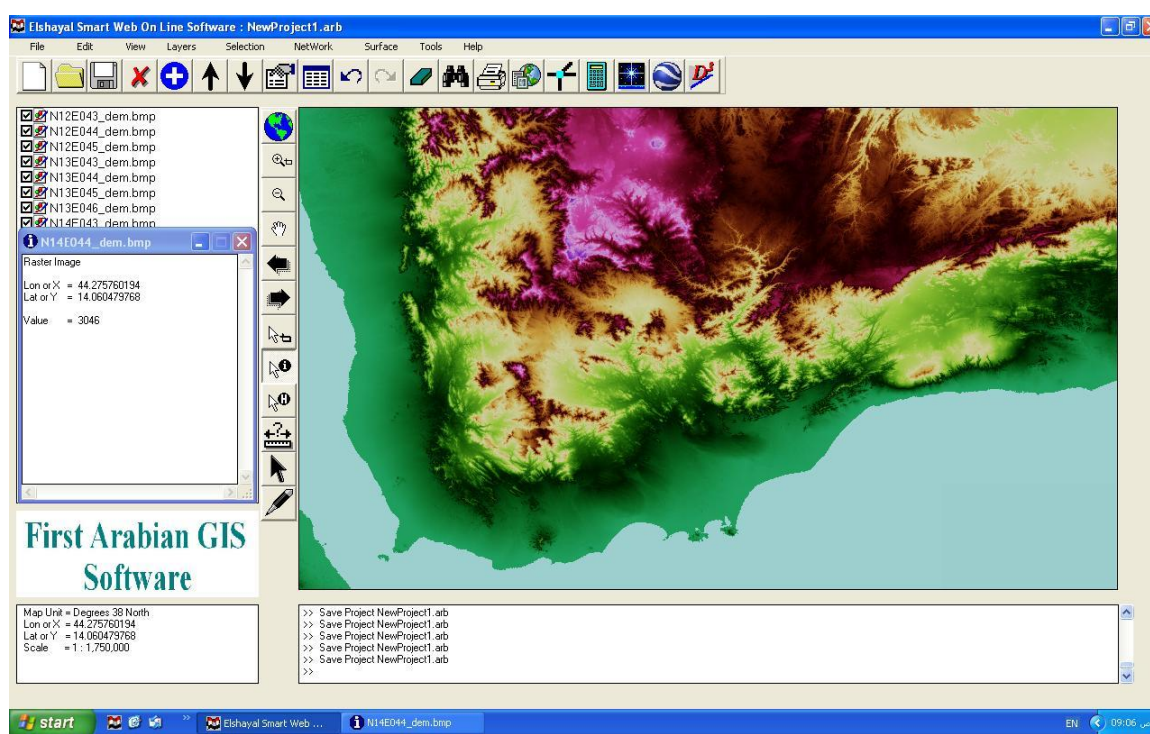 Elshayal Smart Web On Line Software : NewProject1.arb
File Edit View Layers Selection NetWork Surface Tools Help
N12E043_dem.bmp
N12E044_dem.bmp
N12E045_dem.bmp
N13E043_dem.bmp
N13E044_dem.bmp
N13E045_dem.bmp
N13E046_dem.bmp
N14E043_dem.bmp
N14E044_dem.bmp
Raster Image
Lon or X = 44.275760194
Lat or Y = 14.060479768
Value = 3046
First Arabian GIS
Software
Map Unit = Degrees 38 North
Lon or X = 44.275760194
Lat or Y = 14.060479768
Scale = 1 : 1,750,000
>> Save Project NewProject1.arb
>> Save Project NewProject1.arb
>> Save Project NewProject1.arb
>> Save Project NewProject1.arb
>> Save Project NewProject1.arb
>>
start Elshayal Smart Web ... N14E044_dem.bmp EN 09:06 ص